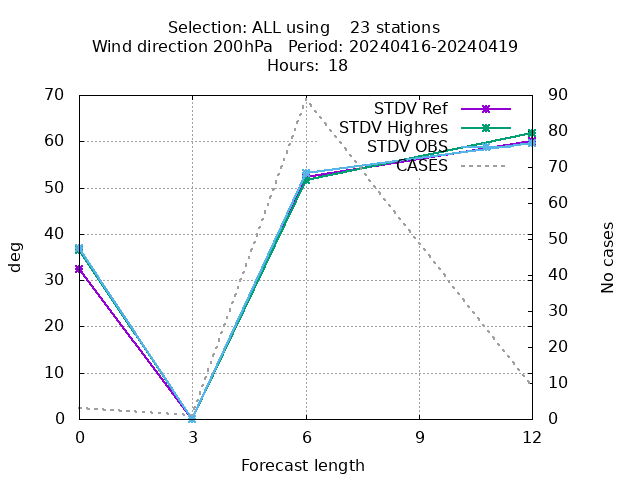 Selection: ALL using    23 stations
Wind direction 200hPa   Period: 20240416-20240419
Hours: 18
70
60
50
40
30
20
10
0
90
80
70
60
50
40
30
20
10
0
STDV Ref
STDV Highres
STDV OBS
CASES
deg
No cases
0 3 6 9 12
Forecast length